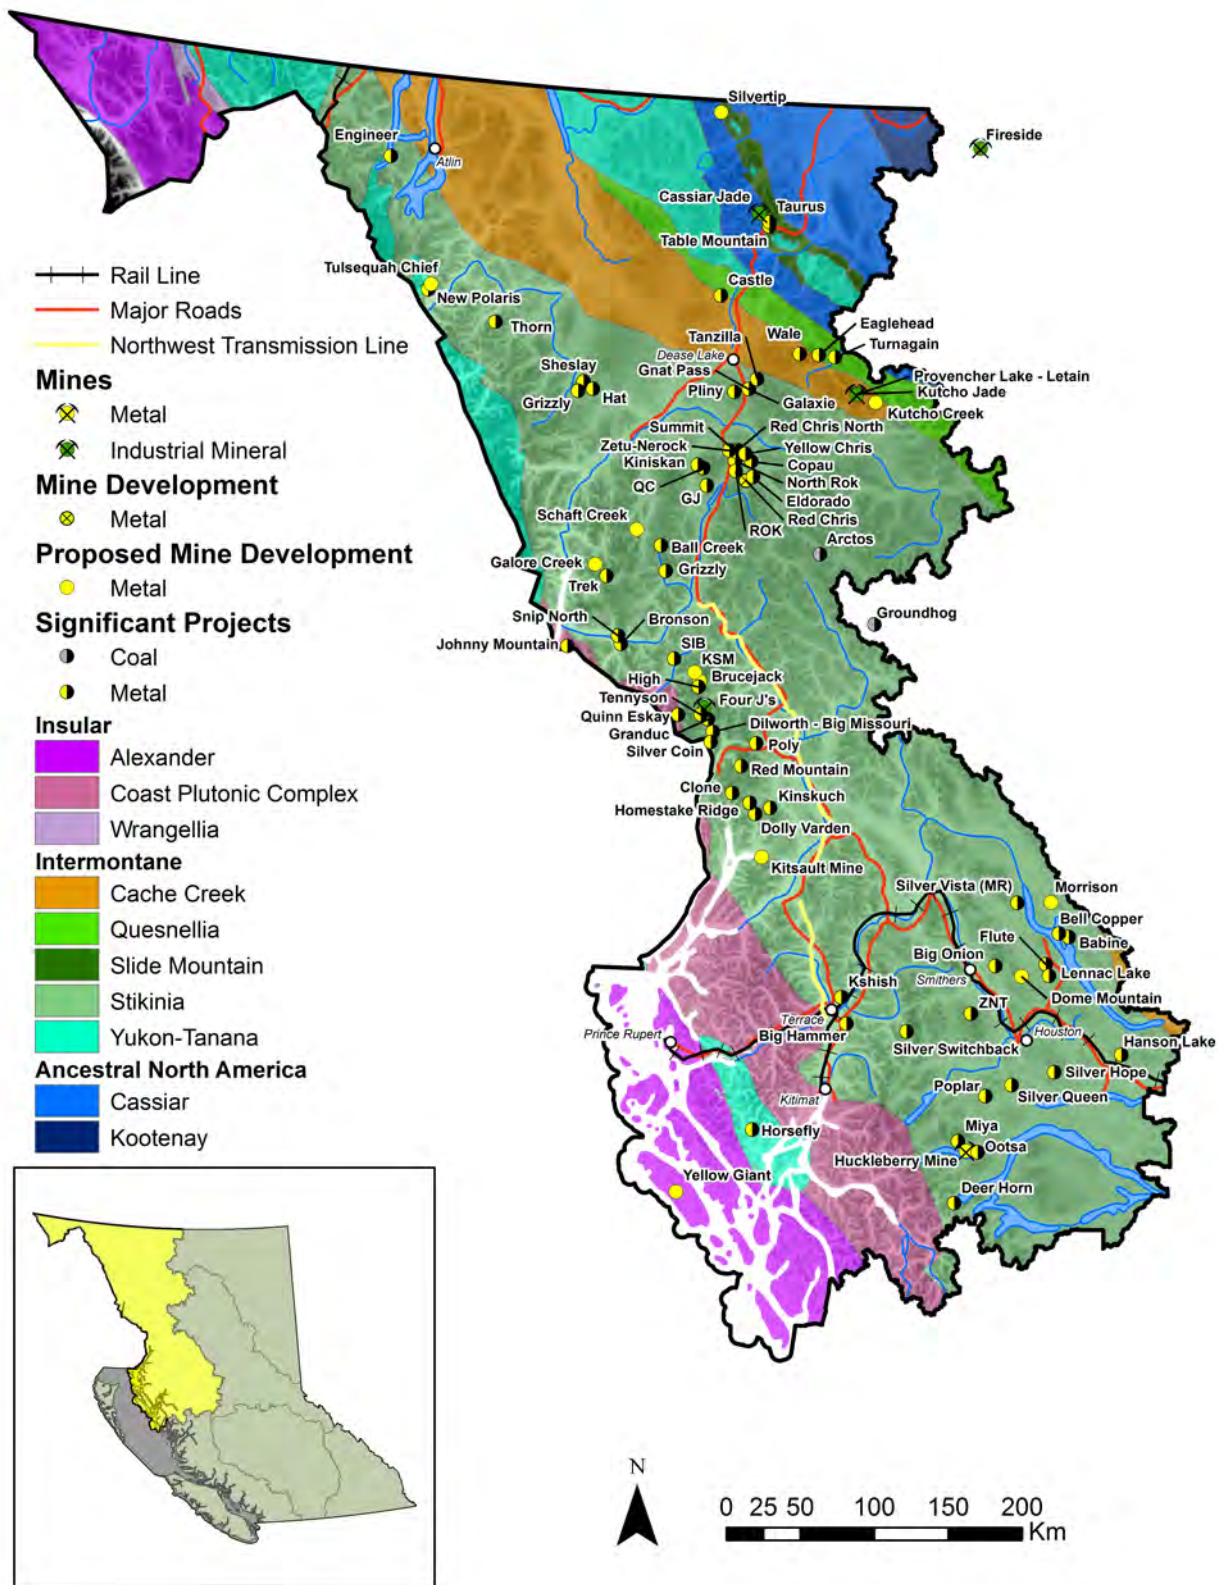 Silvertip
Fireside
Engineer
Atlin
Cassiar Jade
Taurus
Table Mountain
Rail Line
Major Roads
Northwest Transmission Line
Tulsequah Chief
New Polaris
Thorn
Castle
Wale
Eaglehead
Turnagain
Tanzilla
Dease Lake
Gnat Pass
Pliny
Galaxie
Provencher Lake - Letain
Kutcho Jade
Kutcho Creek
Sheslay
Grizzly
Hat
Mines
Metal
Industrial Mineral
Mine Development
Metal
Proposed Mine Development
Metal
Significant Projects
Coal
Metal
Summit
Red Chris North
Zetu-Nerock
Yellow Chris
Kiniskan
Copau
QC
North Rok
GJ
Eldorado
Red Chris
ROK
Schaft Creek
Arctos
Ball Creek
Galore Creek
Grizzly
Trek
Groundhog
Snip North
Bronson
Johnny Mountain
SIB
KSM
High
Brucejack
Tennyson
Four J's
Quinn Eskay
Dilworth - Big Missouri
Granduc
Silver Coin
Poly
Red Mountain
Clone
Kinskuch
Homestake Ridge
Dolly Varden
Kitsault Mine
Insular
Alexander
Coast Plutonic Complex
Wrangellia
Intermontane
Cache Creek
Quesnellia
Slide Mountain
Stikinia
Yukon-Tanana
Ancestral North America
Cassiar
Kootenay
Silver Vista (MR)
Morrison
Bell Copper
Flute
Babine
Big Onion
Lennac Lake
Smithers
Dome Mountain
Kshish
ZNT
Terrace
Prince Rupert
Big Hammer
Houston
Silver Switchback
Hanson Lake
Silver Hope
Poplar
Silver Queen
Kitimat
Horsefly
Miya
Huckleberry Mine
Ootsa
Yellow Giant
Deer Horn
N
0 25 50 100 150 200
Km